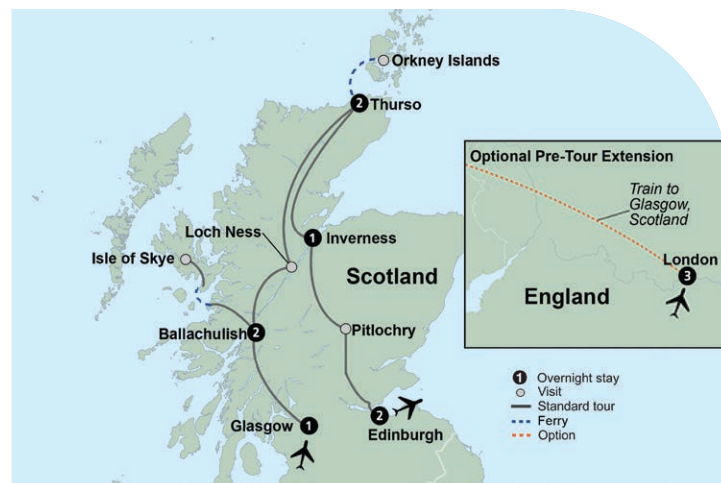 Orkney Islands
2
Thurso
Optional Pre-Tour Extension
Train to
Glasgow,
Scotland
Loch Ness
1
Inverness
Isle of Skye
London
3
Scotland
England
Ballachulish
2
Pitlochry
1
Overnight stay
Visit
Standard tour
Ferry
Option
Glasgow
1
2
Edinburgh